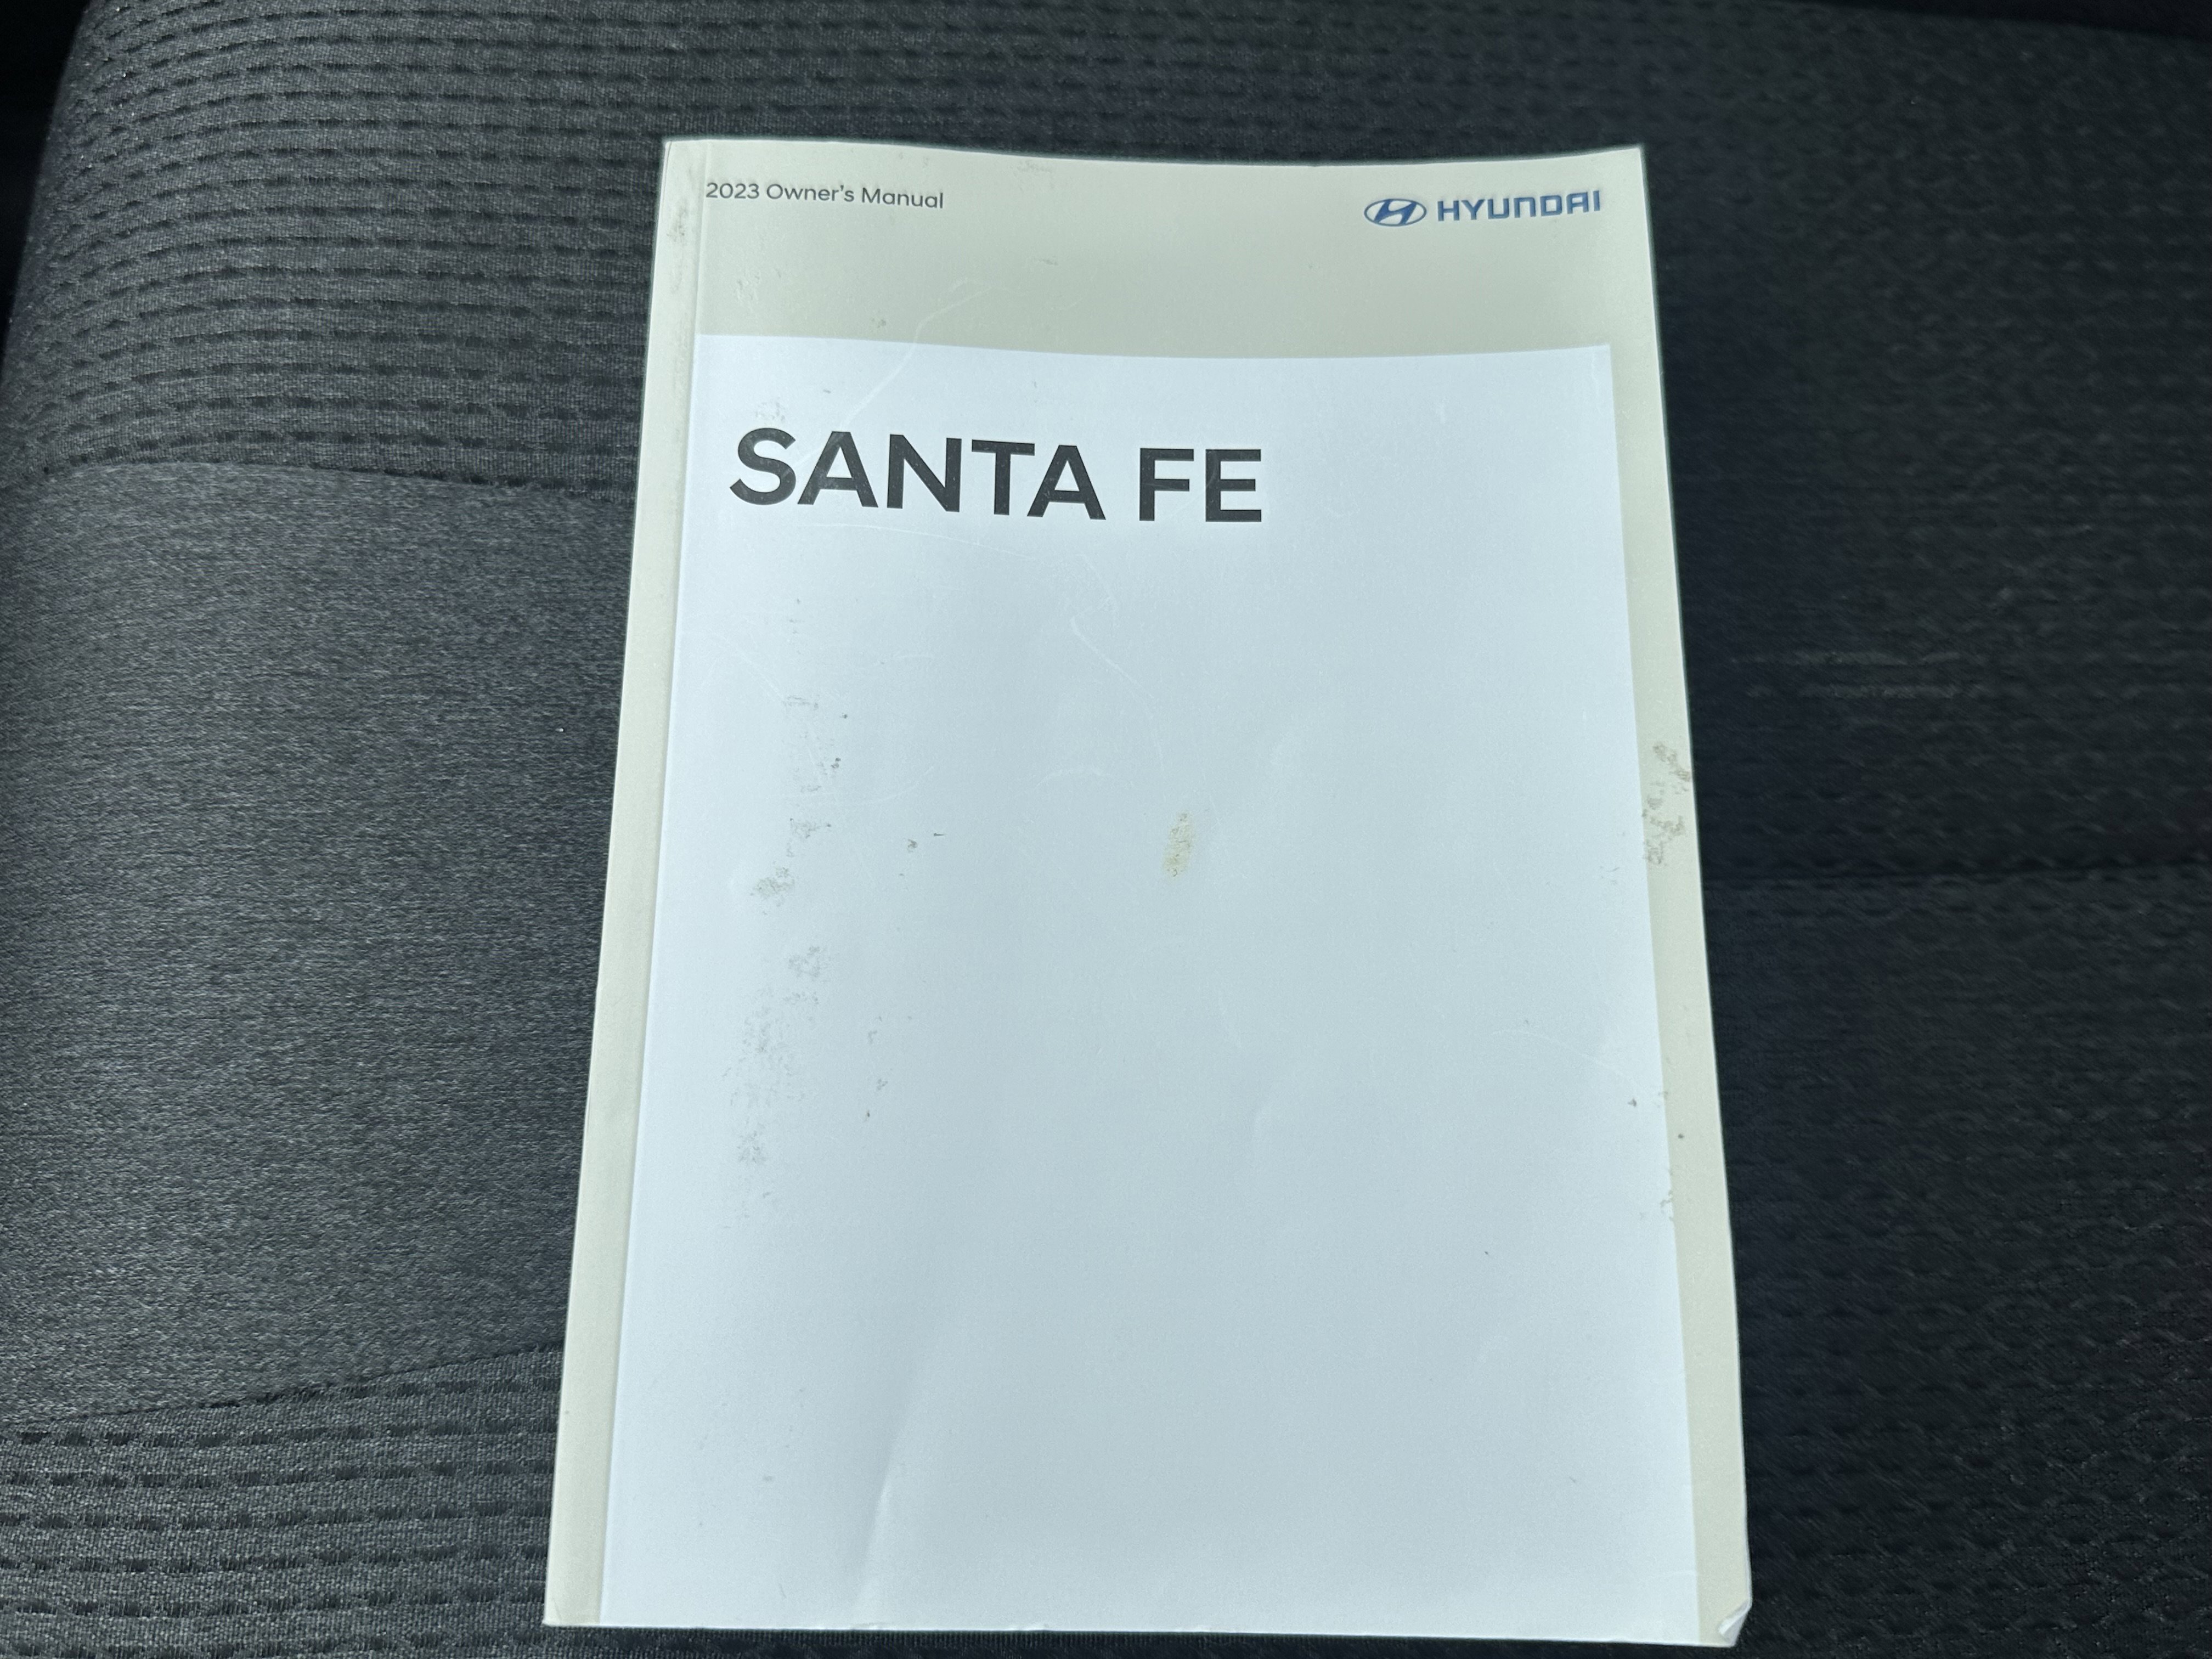 2023 Owner's Manual
HYUNDAI
SANTA FE